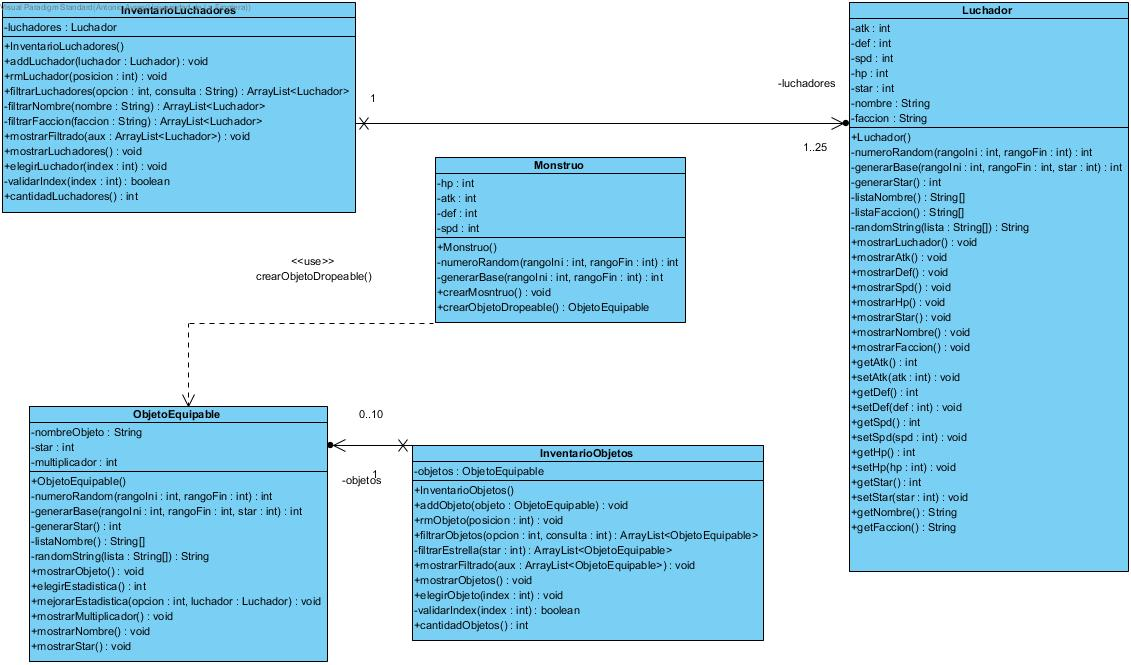 Visual Paradigm Standard(Antonio
InventarioLuchadores
-luchadores : Luchador
+InventarioLuchadores()
+addLuchador(luchador : Luchador) : void
+rmLuchador(posicion : int) : void
+filtrarLuchadores(opcion : int, consulta : String) : ArrayList<Luchador>
-filtrarNombre(nombre : String) : ArrayList<Luchador>
-filtrarFaccion(faccion : String) : ArrayList<Luchador>
+mostrarFiltrado(aux : ArrayList<Luchador>) : void
+mostrarLuchadores() : void
+elegirLuchador(index : int) : void
-validarIndex(index : int) : boolean
+cantidadLuchadores() : int
1
-luchadores
1..25
Luchador
-atk : int
-def : int
-spd : int
-hp : int
-star : int
-nombre : String
-faccion : String
+Luchador()
-numeroRandom(rangoIni : int, rangoFin : int) : int
-generarBase(rangoIni : int, rangoFin : int, star : int) : int
-generarStar() : int
-listaNombre() : String[]
-listaFaccion() : String[]
-randomString(lista : String[]) : String
+mostrarLuchador() : void
+mostrarAtk() : void
+mostrarDef() : void
+mostrarSpd() : void
+mostrarHp() : void
+mostrarStar() : void
+mostrarNombre() : void
+mostrarFaccion() : void
+getAtk() : int
+setAtk(atk : int) : void
+getDef() : int
+setDef(def : int) : void
+getSpd() : int
+setSpd(spd : int) : void
+getHp() : int
+setHp(hp : int) : void
+getStar() : int
+setStar(star : int) : void
+getNombre() : String
+getFaccion() : String
Monstruo
-hp : int
-atk : int
-def : int
-spd : int
+Monstruo()
-numeroRandom(rangoIni : int, rangoFin : int) : int
-generarBase(rangoIni : int, rangoFin : int) : int
+crearMosntruo() : void
+crearObjetoDropeable() : ObjetoEquipable
<<use>>
crearObjetoDropeable()
ObjetoEquipable
-nombreObjeto : String
-star : int
-multiplicador : int
+ObjetoEquipable()
-numeroRandom(rangoIni : int, rangoFin : int) : int
-generarBase(rangoIni : int, rangoFin : int, star : int) : int
-generarStar() : int
-listaNombre() : String[]
-randomString(lista : String[]) : String
+mostrarObjeto() : void
+elegirEstadistica() : int
+mejorarEstadistica(opcion : int, luchador : Luchador) : void
+mostrarMultiplicador() : void
+mostrarNombre() : void
+mostrarStar() : void
0..10
1
-objetos
InventarioObjetos
-objetos : ObjetoEquipable
+InventarioObjetos()
+addObjeto(objeto : ObjetoEquipable) : void
+rmObjeto(posicion : int) : void
+filtrarObjetos(opcion : int, consulta : int) : ArrayList<ObjetoEquipable>
-filtrarEstrella(star : int) : ArrayList<ObjetoEquipable>
+mostrarFiltrado(aux : ArrayList<ObjetoEquipable>) : void
+mostrarObjetos() : void
+elegirObjeto(index : int) : void
-validarIndex(index : int) : boolean
+cantidadObjetos() : int